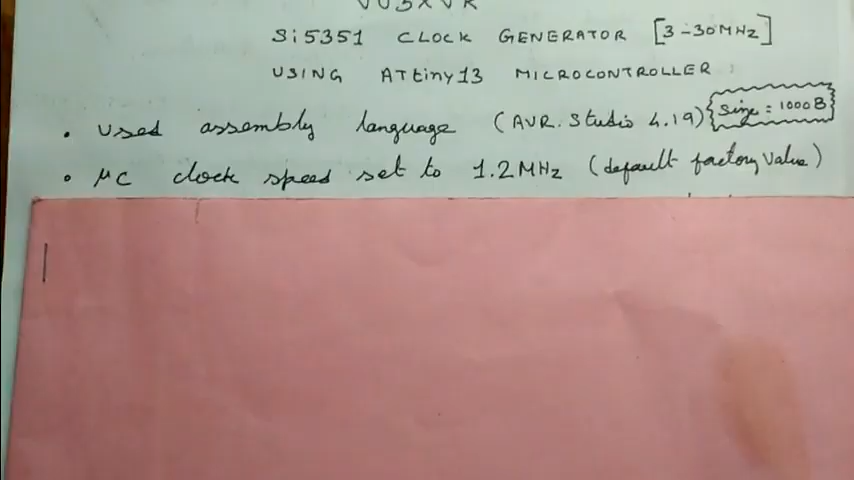 VU3XVR
Si5351 CLOCK GENERATOR [3-30MHz]
USING ATtiny13 MICROCONTROLLER
• used assembly language (AVR. Studio 4.19) {Size = 1000B}
• μC clock speed set to 1.2MHz (default factory value)